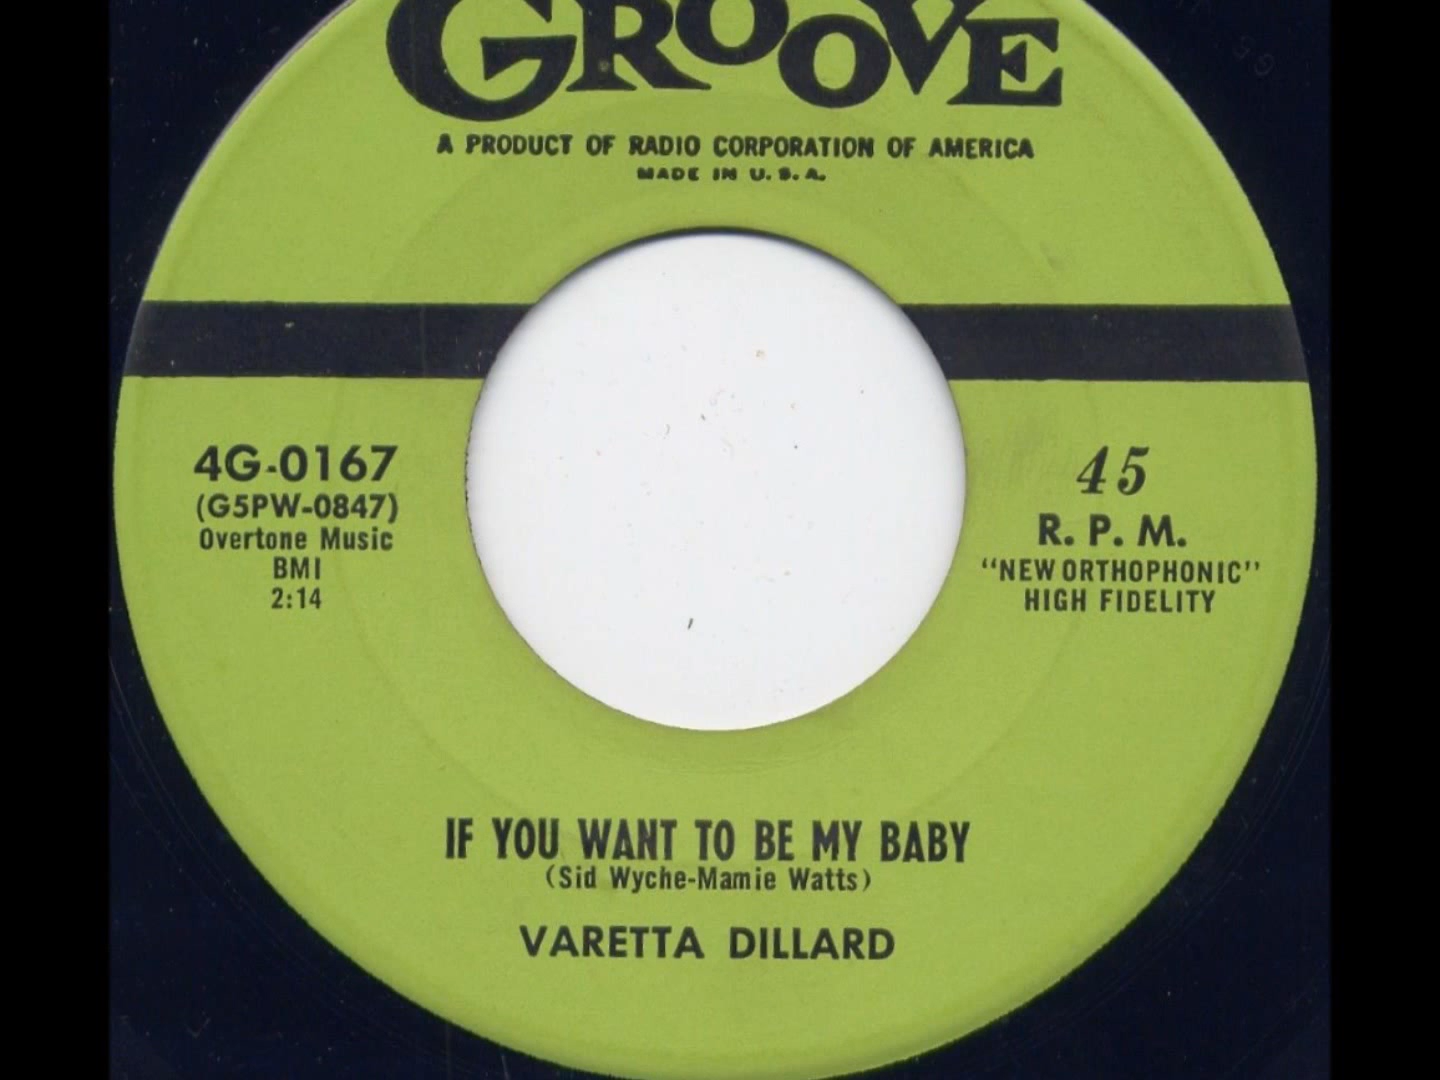 GROOVE
A PRODUCT OF RADIO CORPORATION OF AMERICA
MADE IN U.S.A.
4G-0167
(G5PW-0847)
Overtone Music
BMI
2:14
45
R. P. M.
"NEW ORTHOPHONIC"
HIGH FIDELITY
IF YOU WANT TO BE MY BABY
(Sid Wyche-Mamie Watts)
VARETTA DILLARD